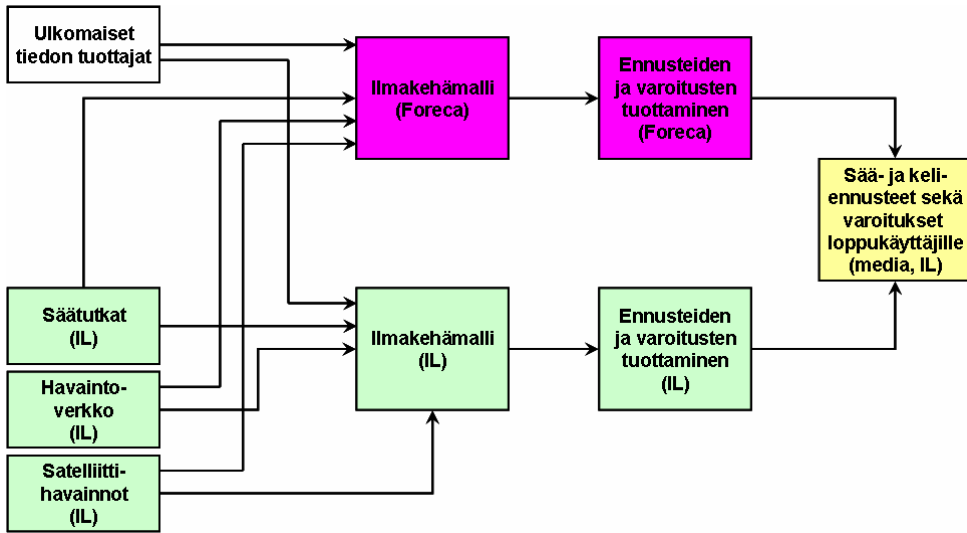 Ulkomaiset
tiedon tuottajat
Ilmakehämalli
(Foreca)
Ennusteiden
ja varoitusten
tuottaminen
(Foreca)
Sää- ja keli-
ennusteet sekä
varoitukset
loppukäyttäjille
(media, IL)
Säätutkat
(IL)
Ilmakehämalli
(IL)
Ennusteiden
ja varoitusten
tuottaminen
(IL)
Havainto-
verkko
(IL)
Satelliitti-
havainnot
(IL)